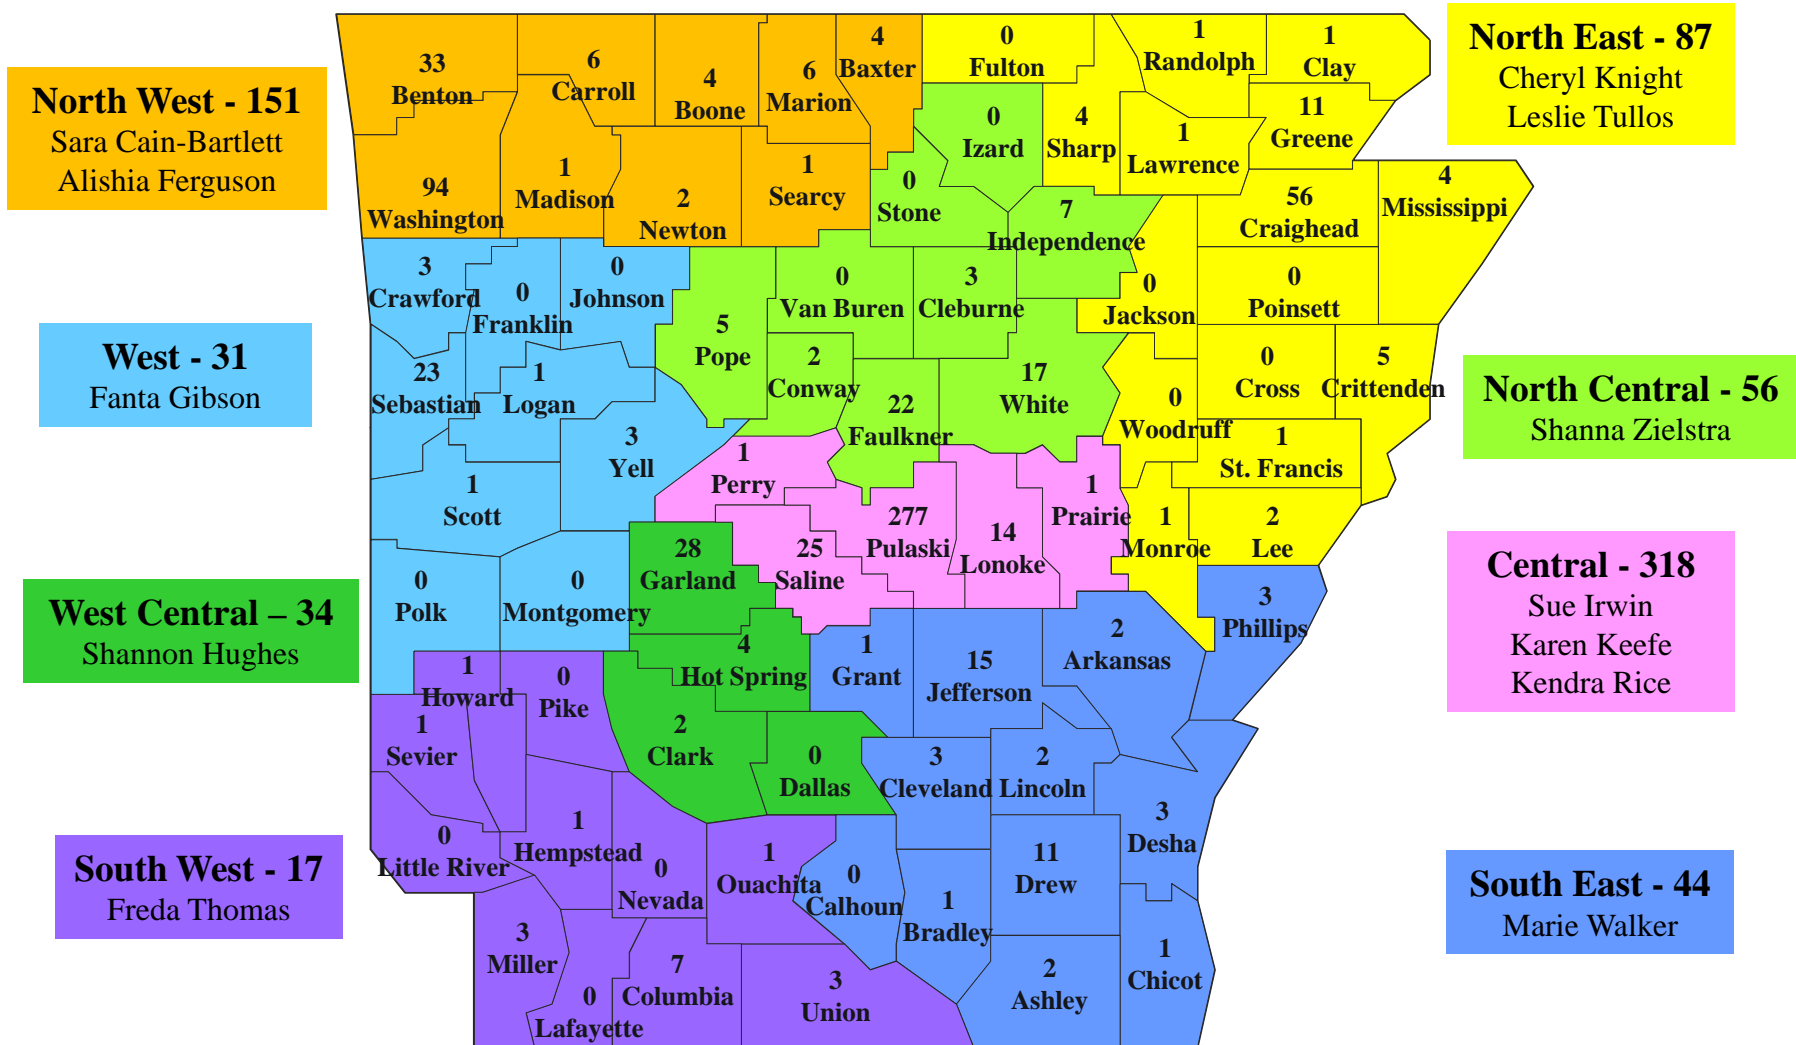 North West - 151
Sara Cain-Bartlett
Alishia Ferguson
West - 31
Fanta Gibson
West Central – 34
Shannon Hughes
South West - 17
Freda Thomas
33
Benton
6
Carroll
4
Boone
6
Marion
4
Baxter
94
Washington
1
Madison
2
Newton
1
Searcy
0
Fulton
1
Randolph
1
Clay
0
Izard
4
Sharp
1
Lawrence
11
Greene
0
Stone
7
Independence
56
Craighead
4
Mississippi
3
Crawford
0
Franklin
0
Johnson
5
Pope
0
Van Buren
3
Cleburne
0
Jackson
0
Poinsett
23
Sebastian
1
Logan
2
Conway
22
Faulkner
17
White
0
Woodruff
0
Cross
5
Crittenden
3
Yell
1
Scott
1
Perry
277
Pulaski
14
Lonoke
1
Prairie
1
Monroe
1
St. Francis
2
Lee
0
Polk
0
Montgomery
28
Garland
25
Saline
4
Hot Spring
1
Grant
15
Jefferson
2
Arkansas
3
Phillips
1
Howard
0
Pike
1
Sevier
2
Clark
0
Dallas
3
Cleveland
2
Lincoln
3
Desha
0
Little River
1
Hempstead
0
Nevada
1
Ouachita
0
Calhoun
1
Bradley
11
Drew
3
Miller
0
Lafayette
7
Columbia
3
Union
2
Ashley
1
Chicot
North East - 87
Cheryl Knight
Leslie Tullos
North Central - 56
Shanna Zielstra
Central - 318
Sue Irwin
Karen Keefe
Kendra Rice
South East - 44
Marie Walker